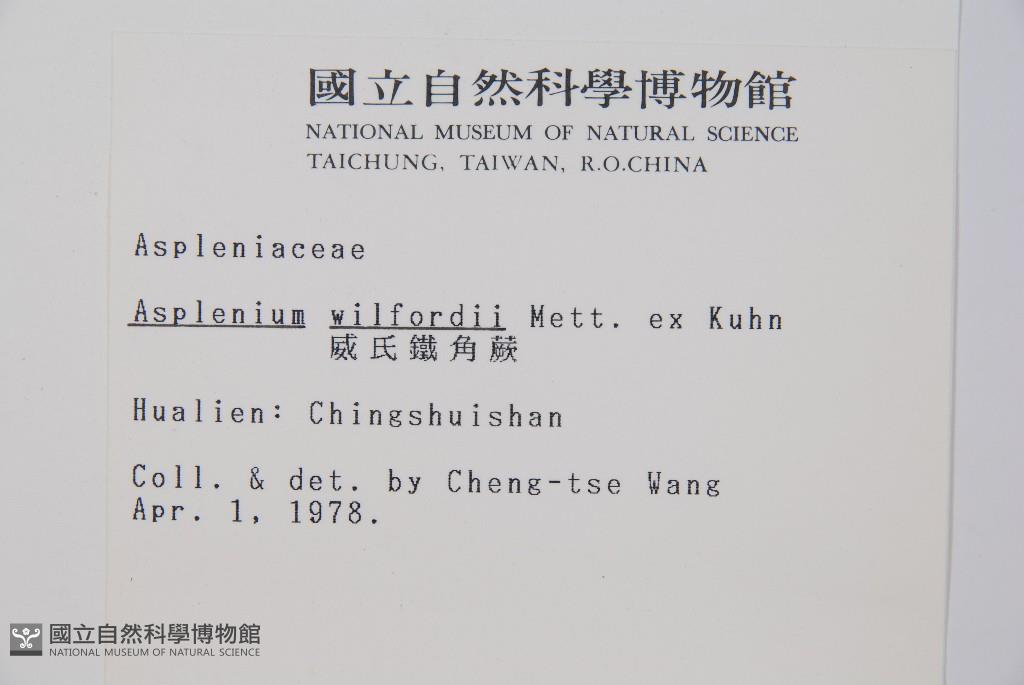 國立自然科學博物館
NATIONAL MUSEUM OF NATURAL SCIENCE
TAICHUNG, TAIWAN, R.O.CHINA
Aspleniaceae
Asplenium wilfordii Mett. ex Kuhn
威氏鐵角蕨
Hualien: Chingshuishan
Coll. & det. by Cheng-tse Wang
Apr. 1, 1978.
國立自然科學博物館
NATIONAL MUSEUM OF NATURAL SCIENCE